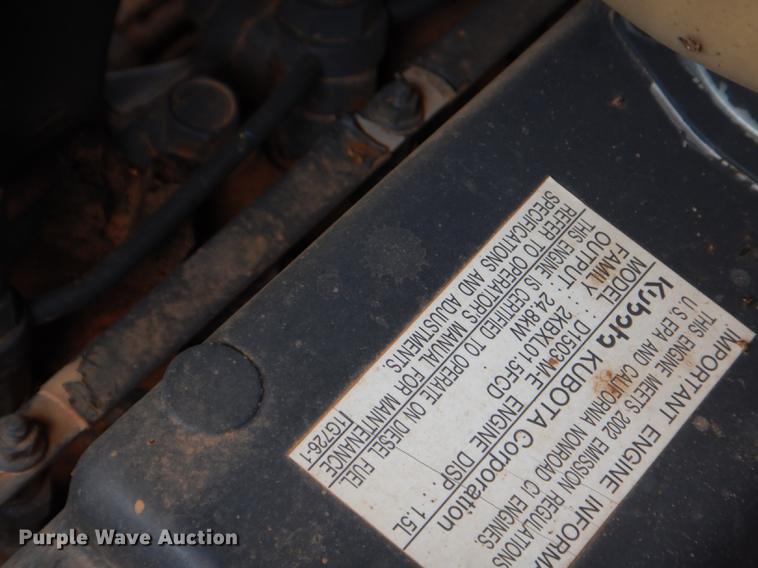 IMPORTANT ENGINE INFORM
THIS ENGINE MEETS 2002 EMISSION REGULATIONS
U.S EPA AND CALIFORNIA NONROAD CI ENGINES.
Kubota KUBOTA Corporation
MODEL : D1503-M-E ENGINE DISP : 1.5L
FAMILY : 2KBXL01.5FCD
OUTPUT : 24.8kW
THIS ENGINE IS CERTIFIED TO OPERATE ON DIESEL FUEL
REFER TO OPERATOR'S MANUAL FOR MAINTENANCE
SPECIFICATIONS AND ADJUSTMENTS 1G726-1
Purple Wave Auction